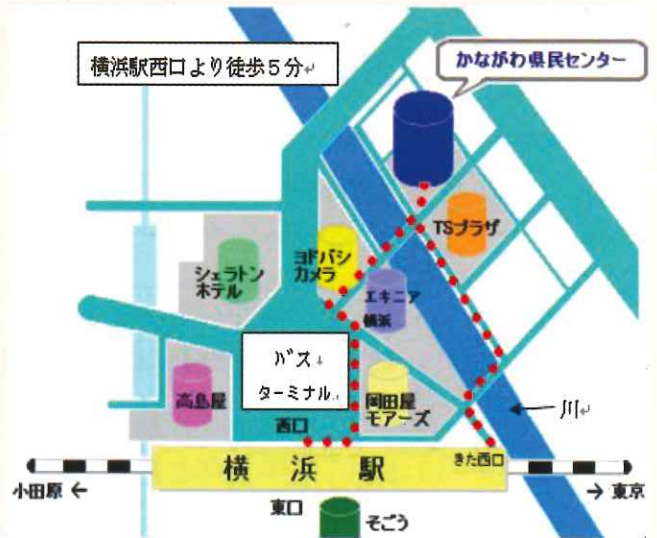 横浜駅西口より徒歩5分
かながわ県民センター
TSプラザ
ヨドバシ
カメラ
シェラトン
ホテル
エキニア
横浜
バス
ターミナル
高島屋
岡田屋
モアーズ
川
西口
きた西口
横浜駅
小田原 ←
→ 東京
東口
そごう